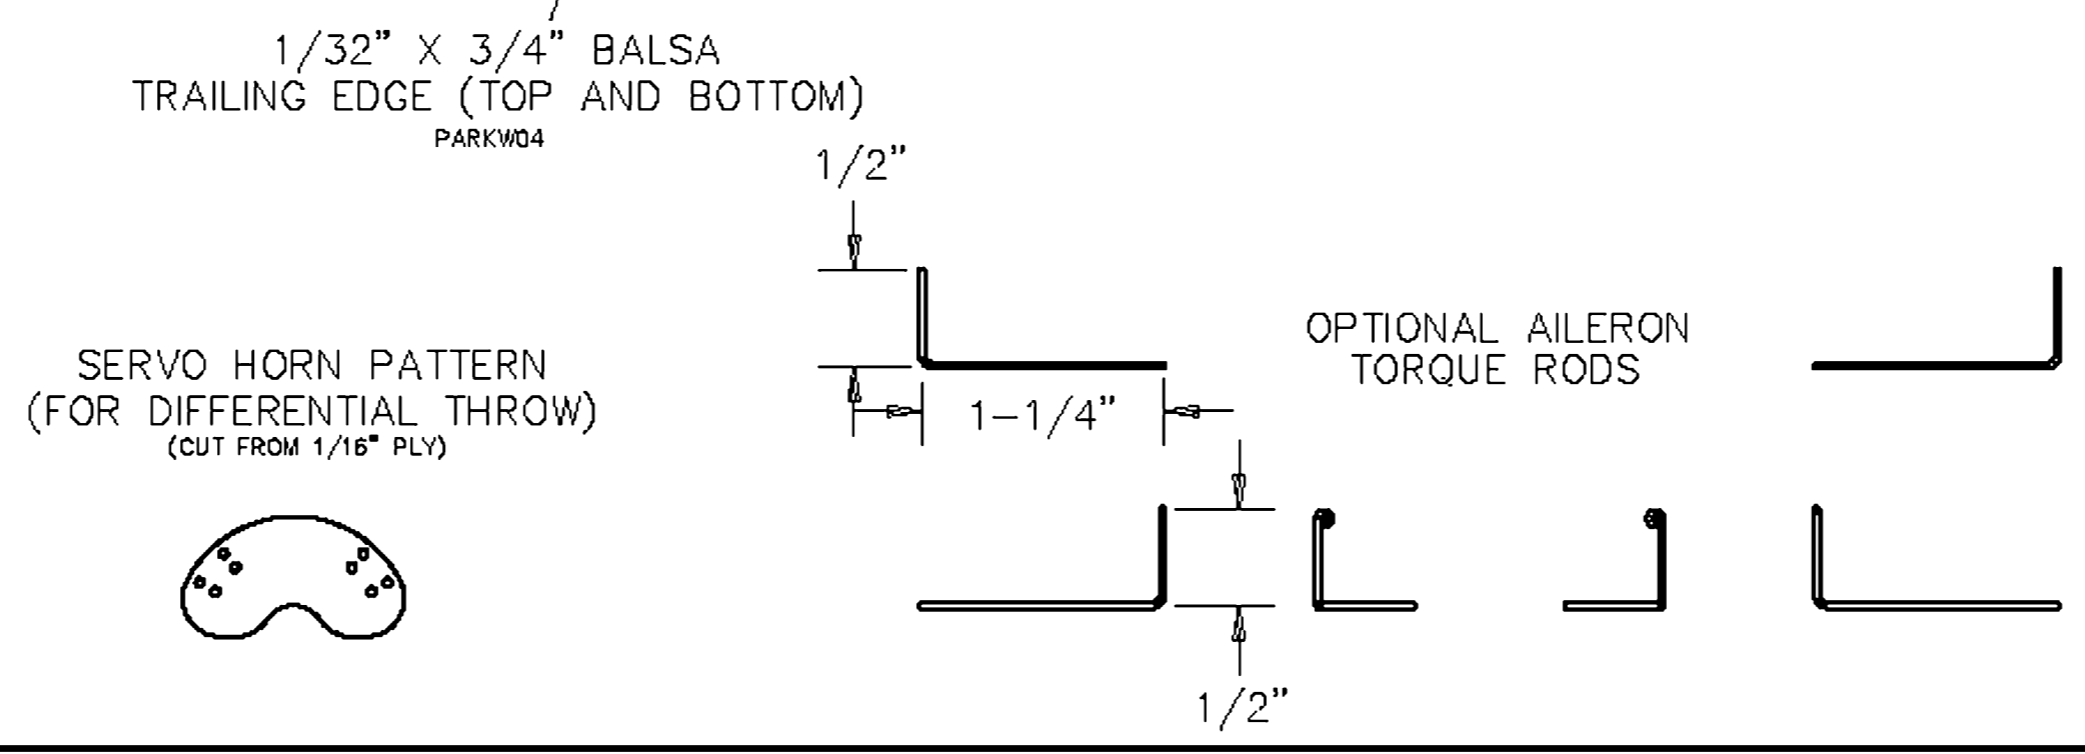 1/32" X 3/4" BALSA
TRAILING EDGE (TOP AND BOTTOM)
PARKW04
1/2"
OPTIONAL AILERON
TORQUE RODS
SERVO HORN PATTERN
(FOR DIFFERENTIAL THROW)
(CUT FROM 1/16" PLY)
1-1/4"
1/2"